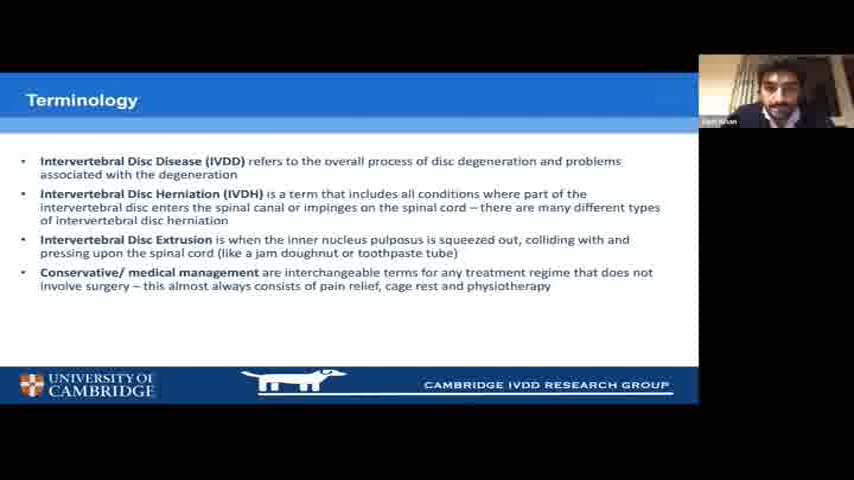 Terminology
• Intervertebral Disc Disease (IVDD) refers to the overall process of disc degeneration and problems
associated with the degeneration
• Intervertebral Disc Herniation (IVDH) is a term that includes all conditions where part of the
intervertebral disc enters the spinal canal or impinges on the spinal cord – there are many different types
of intervertebral disc herniation
• Intervertebral Disc Extrusion is when the inner nucleus pulposus is squeezed out, colliding with and
pressing upon the spinal cord (like a jam doughnut or toothpaste tube)
• Conservative/ medical management are interchangeable terms for any treatment regime that does not
involve surgery – this almost always consists of pain relief, cage rest and physiotherapy
UNIVERSITY OF
CAMBRIDGE
CAMBRIDGE IVDD RESEARCH GROUP